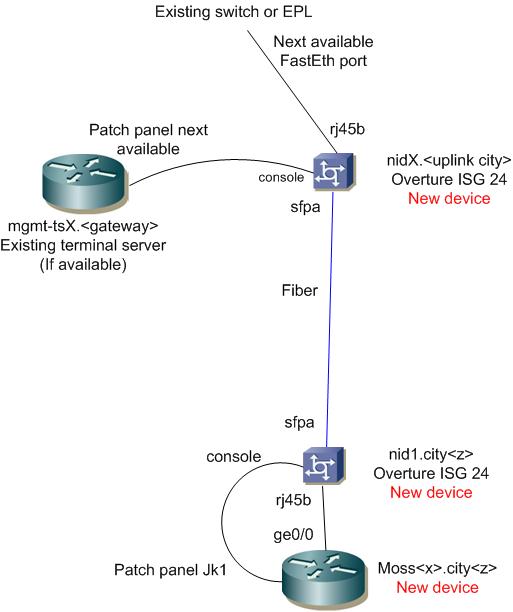 Existing switch or EPL
Next available
FastEth port
rj45b
Patch panel next
available
console
nidX.<uplink city>
Overture ISG 24
New device
sfpa
mgmt-tsX.<gateway>
Existing terminal server
(If available)
Fiber
sfpa
console
nid1.city<z>
Overture ISG 24
New device
rj45b
ge0/0
Patch panel Jk1
Moss<x>.city<z>
New device